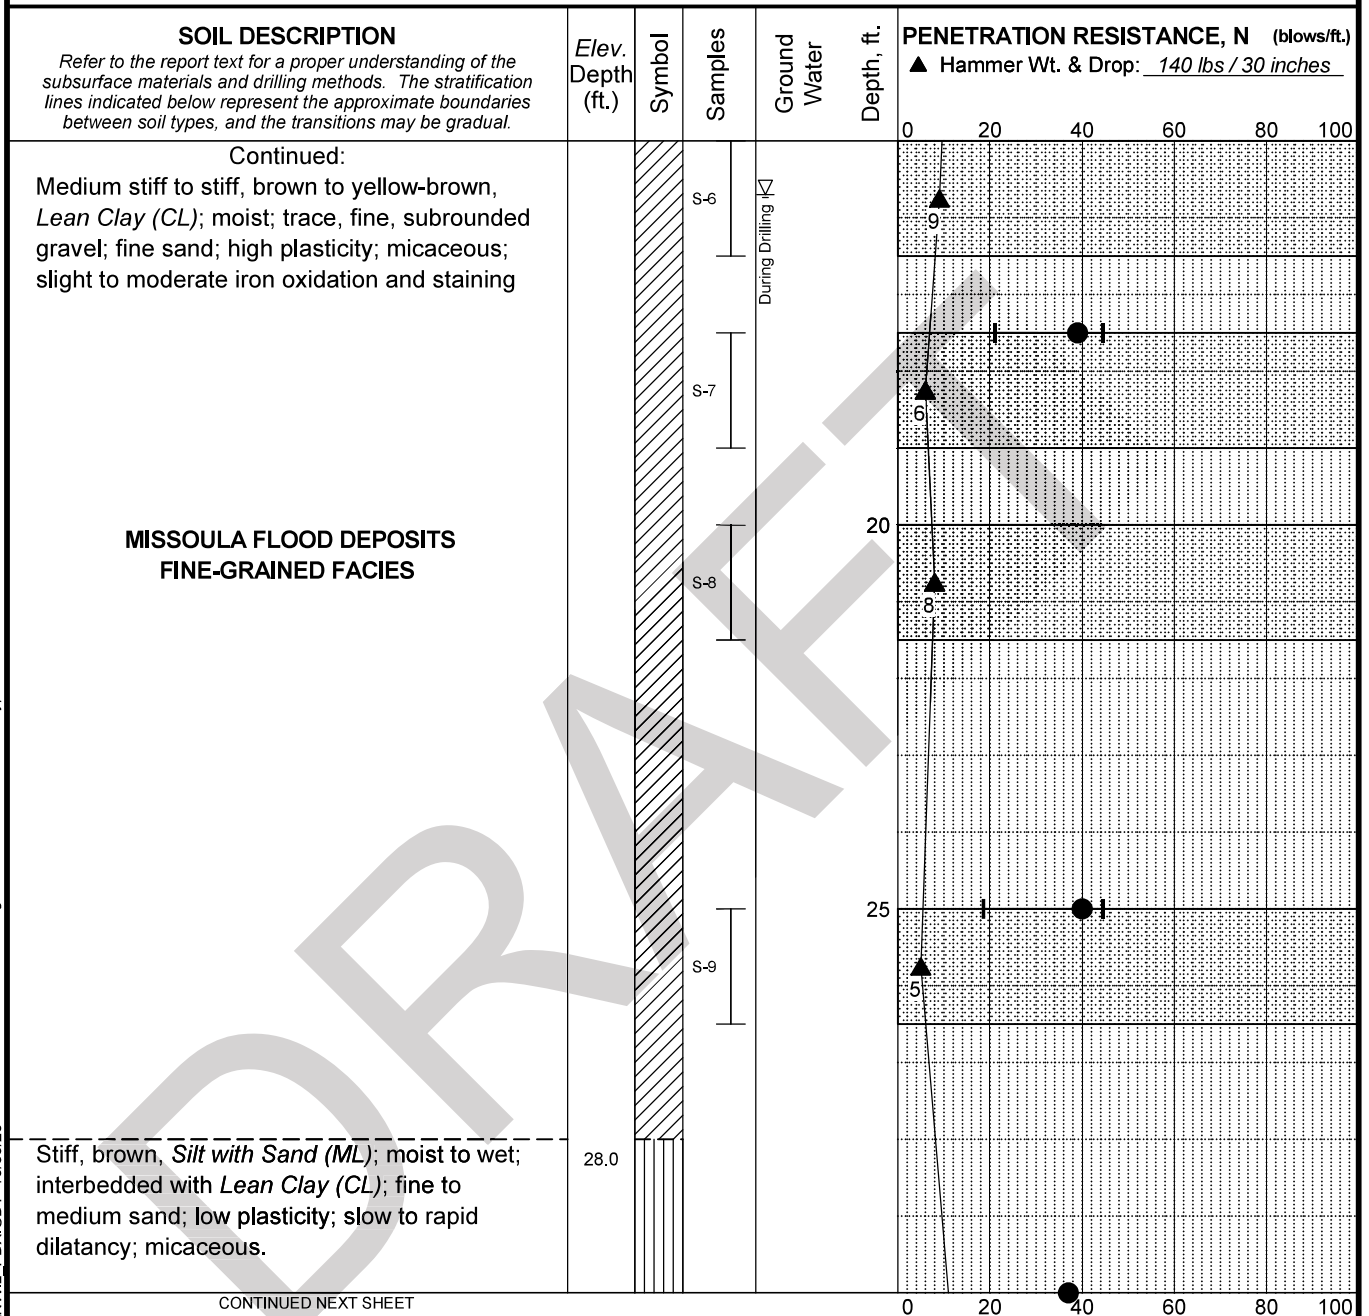 SOIL DESCRIPTION
Refer to the report text for a proper understanding of the
subsurface materials and drilling methods. The stratification
lines indicated below represent the approximate boundaries
between soil types, and the transitions may be gradual.
Elev.
Depth
(ft.)
Symbol
Samples
Ground
Water
Depth, ft.
PENETRATION RESISTANCE, N (blows/ft.)
▲ Hammer Wt. & Drop: 140 lbs / 30 inches
0 20 40 60 80 100
Continued:
Medium stiff to stiff, brown to yellow-brown,
Lean Clay (CL); moist; trace, fine, subrounded
gravel; fine sand; high plasticity; micaceous;
slight to moderate iron oxidation and staining
S-6
During Drilling
9
S-7
6
MISSOULA FLOOD DEPOSITS
FINE-GRAINED FACIES
20
S-8
8
25
S-9
5
Stiff, brown, Silt with Sand (ML); moist to wet;
interbedded with Lean Clay (CL); fine to
medium sand; low plasticity; slow to rapid
dilatancy; micaceous.
28.0
CONTINUED NEXT SHEET
0 20 40 60 80 100
DRAFT